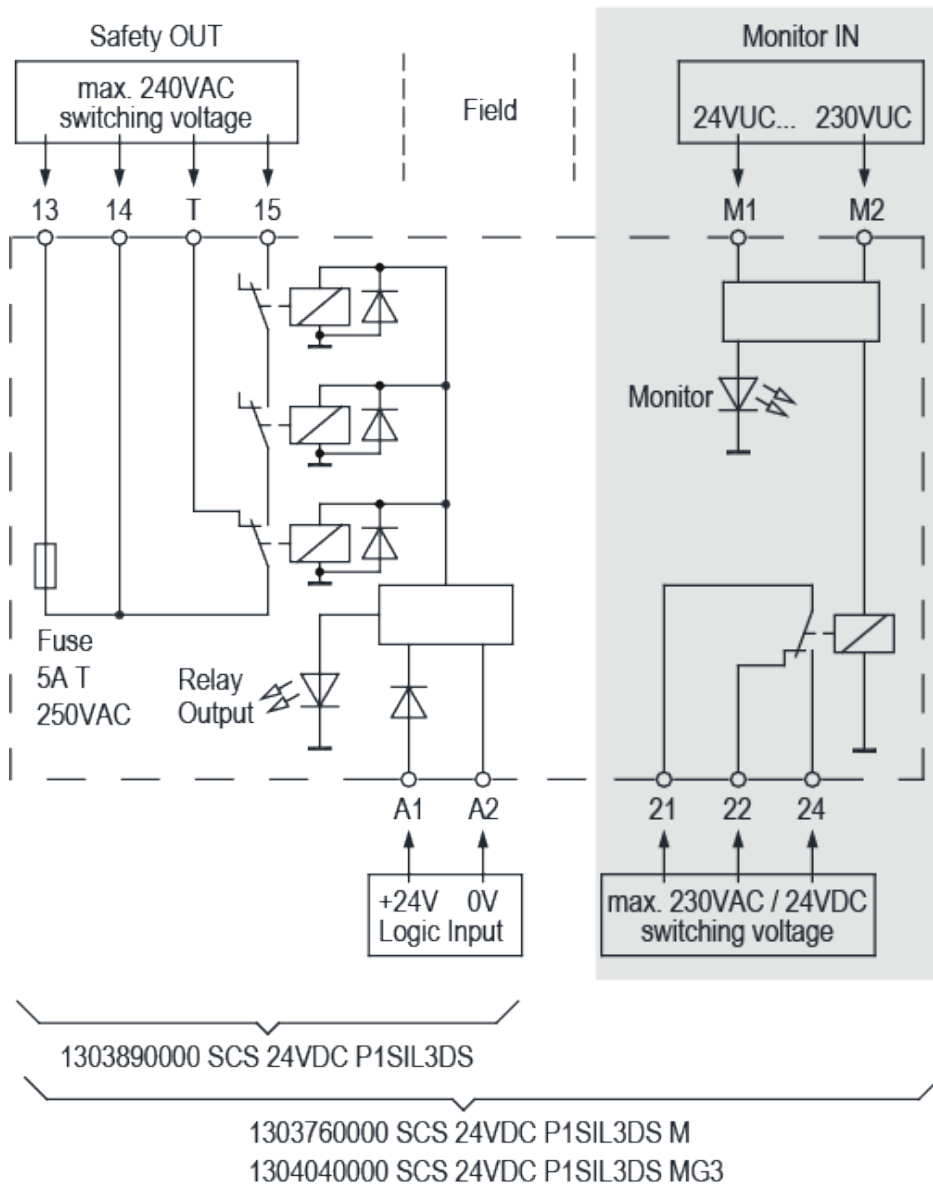 Safety OUT
max. 240VAC
switching voltage
Field
Monitor IN
24VUC... 230VUC
13 14 T 15
M1 M2
Monitor
Fuse
5A T
250VAC
Relay
Output
A1 A2
21 22 24
+24V 0V
Logic Input
max. 230VAC / 24VDC
switching voltage
1303890000 SCS 24VDC P1SIL3DS
1303760000 SCS 24VDC P1SIL3DS M
1304040000 SCS 24VDC P1SIL3DS MG3